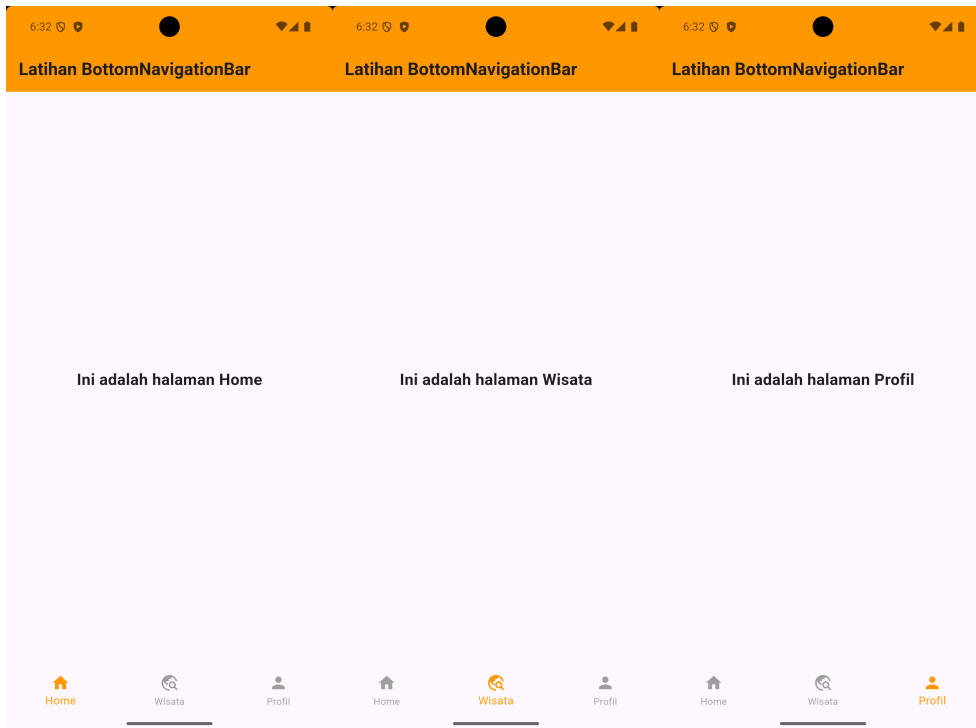 6:32
Latihan BottomNavigationBar
Ini adalah halaman Home
Home Wisata Profil
6:32
Latihan BottomNavigationBar
Ini adalah halaman Wisata
Home Wisata Profil
6:32
Latihan BottomNavigationBar
Ini adalah halaman Profil
Home Wisata Profil